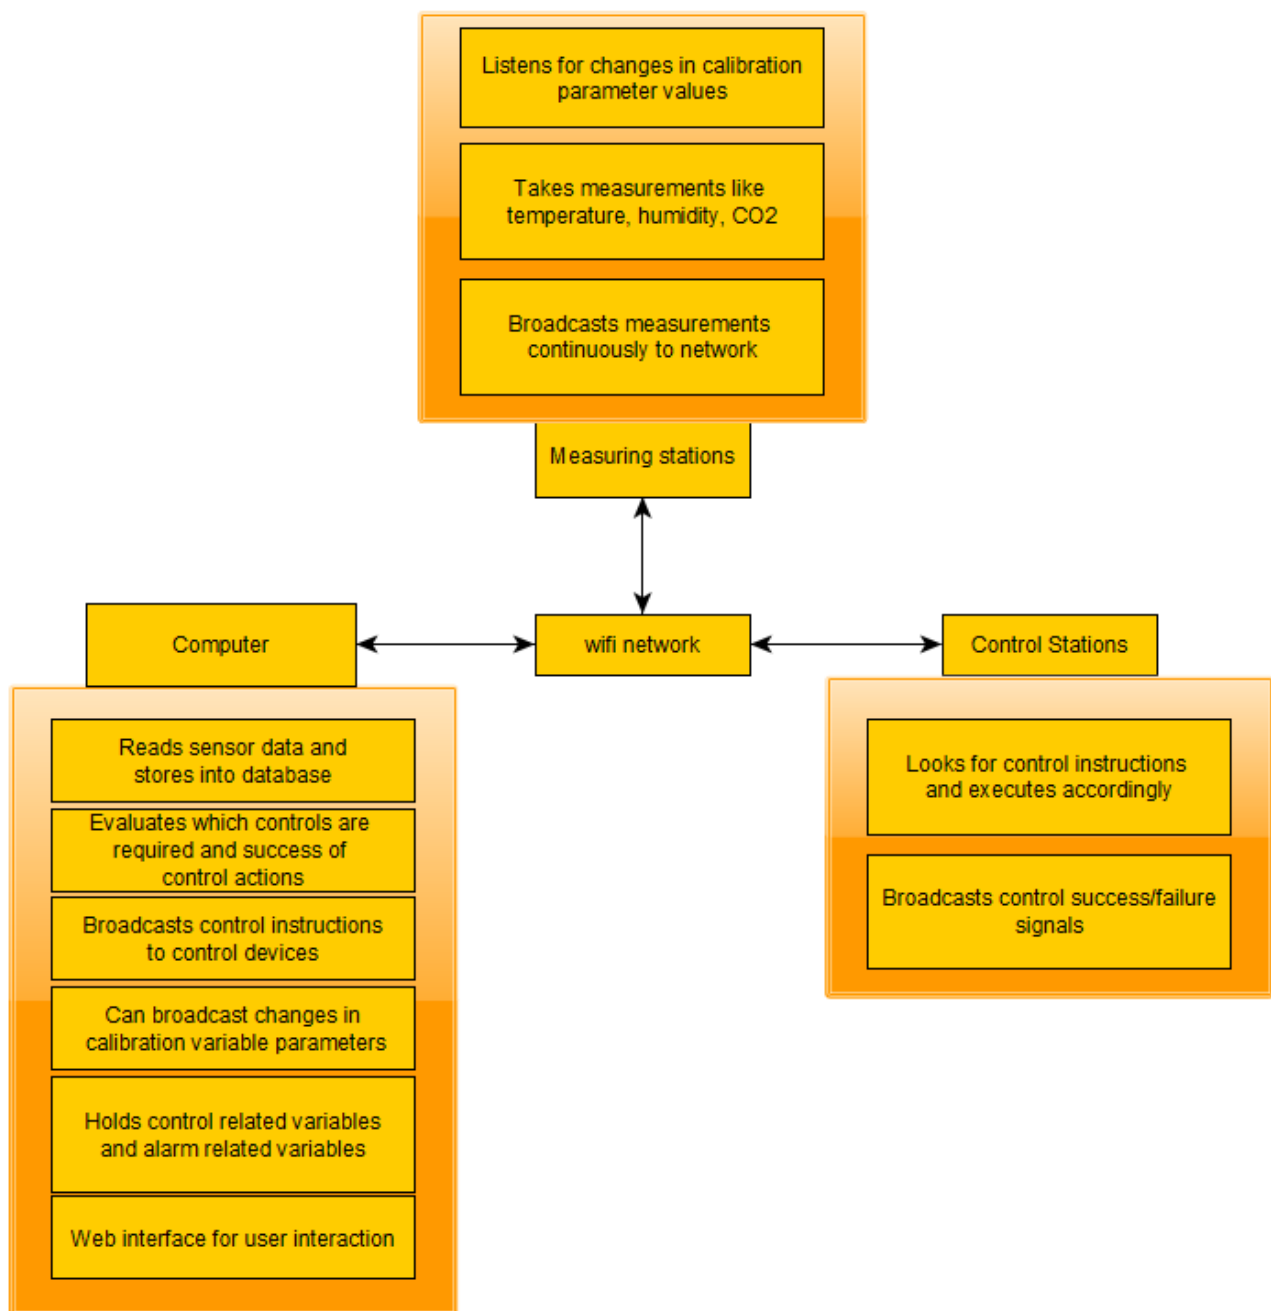 Listens for changes in calibration
parameter values
Takes measurements like
temperature, humidity, CO2
Broadcasts measurements
continuously to network
Measuring stations
Computer
wifi network
Control Stations
Reads sensor data and
stores into database
Evaluates which controls are
required and success of
control actions
Broadcasts control instructions
to control devices
Can broadcast changes in
calibration variable parameters
Holds control related variables
and alarm related variables
Web interface for user interaction
Looks for control instructions
and executes accordingly
Broadcasts control success/failure
signals